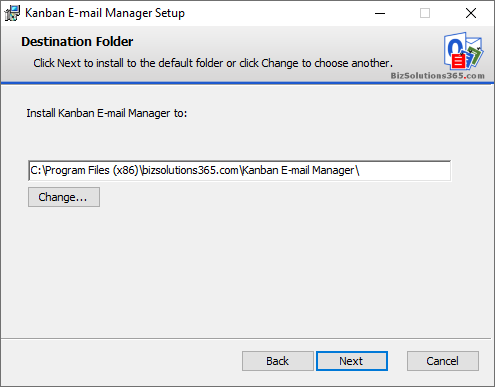 Kanban E-mail Manager Setup
Destination Folder
Click Next to install to the default folder or click Change to choose another.
BizSolutions365.com
Install Kanban E-mail Manager to:
C:\Program Files (x86)\bizsolutions365.com\Kanban E-mail Manager\
Change...
Back
Next
Cancel